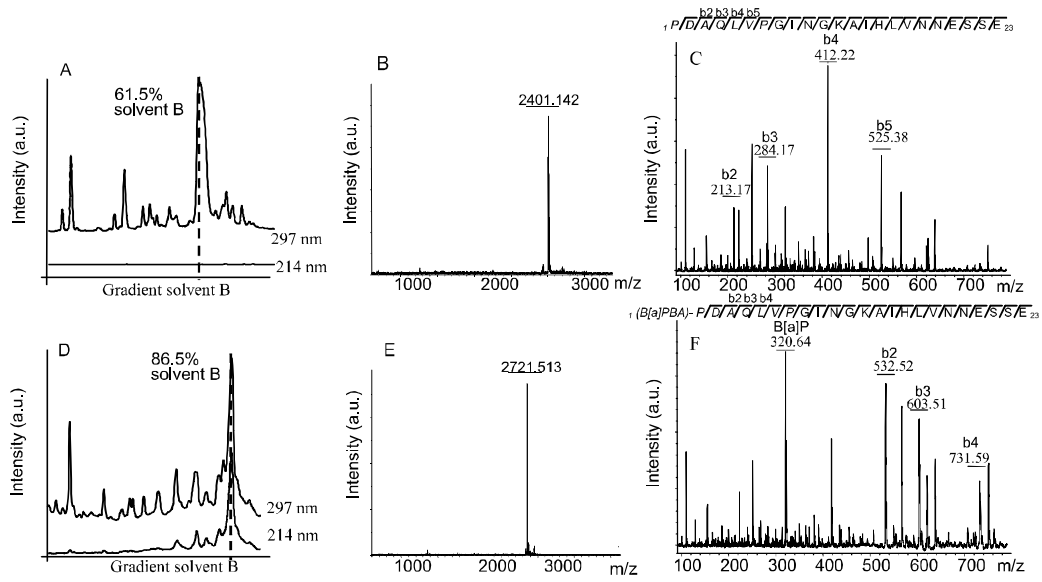 A
61.5%
solvent B
Intensity (a.u.)
297 nm
214 nm
Gradient solvent B
B
2401.142
Intensity (a.u.)
1000 2000 3000 m/z
b2 b3 b4 b5
1 P/D/A/Q/L/V/P/G/I/N/G/K/A/I/H/L/V/N/N/E/S/S/E 23
C
b4
412.22
b3
284.17
b5
525.38
b2
213.17
Intensity (a.u.)
100 200 300 400 500 600 700 m/z
D
86.5%
solvent B
Intensity (a.u.)
297 nm
214 nm
Gradient solvent B
E
2721.513
Intensity (a.u.)
1000 2000 3000 m/z
b2 b3 b4
1 (B[a]PBA)- P/D/A/Q/L/V/P/G/I/N/G/K/A/I/H/L/V/N/N/E/S/S/E 23
F
B[a]P
320.64
b2
532.52
b3
603.51
b4
731.59
Intensity (a.u.)
100 200 300 400 500 600 700 m/z